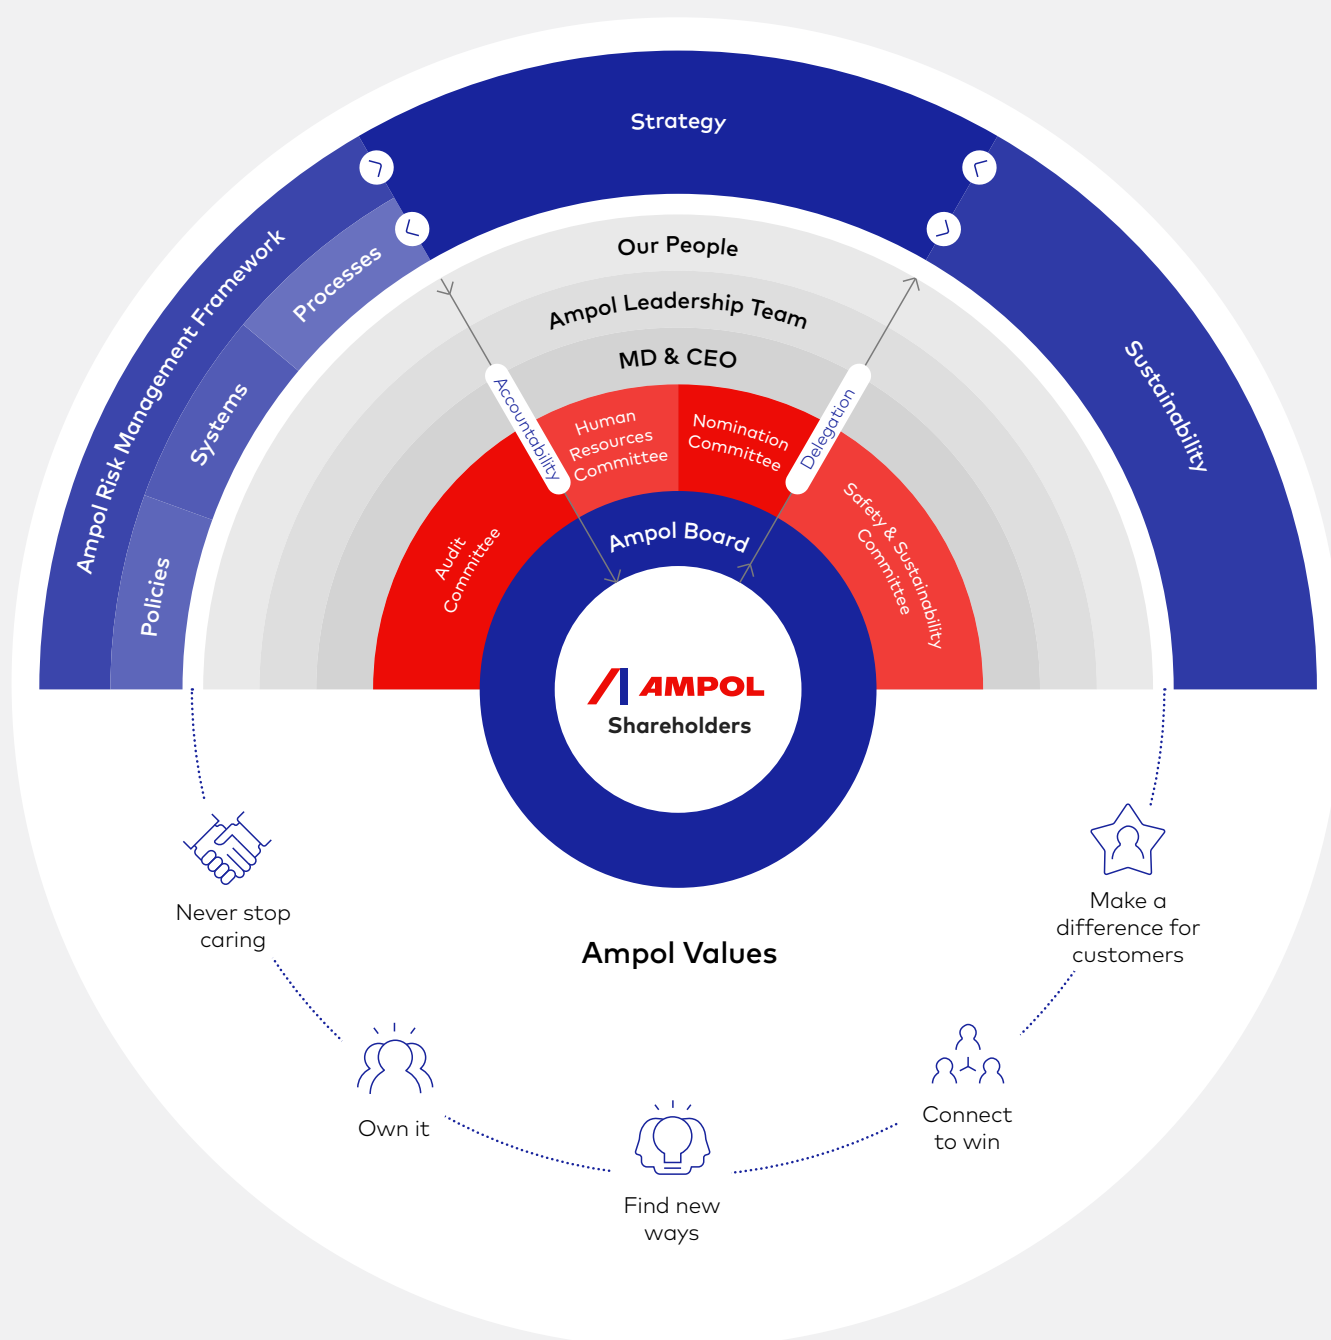 Strategy
Ampol Risk Management Framework
Processes
Systems
Policies
Sustainability
Our People
Ampol Leadership Team
MD & CEO
Accountability
Delegation
Human
Resources
Committee
Nomination
Committee
Audit
Committee
Safety & Sustainability
Committee
Ampol Board
AMPOL
Shareholders
Never stop
caring
Make a
difference for
customers
Ampol Values
Own it
Connect
to win
Find new
ways